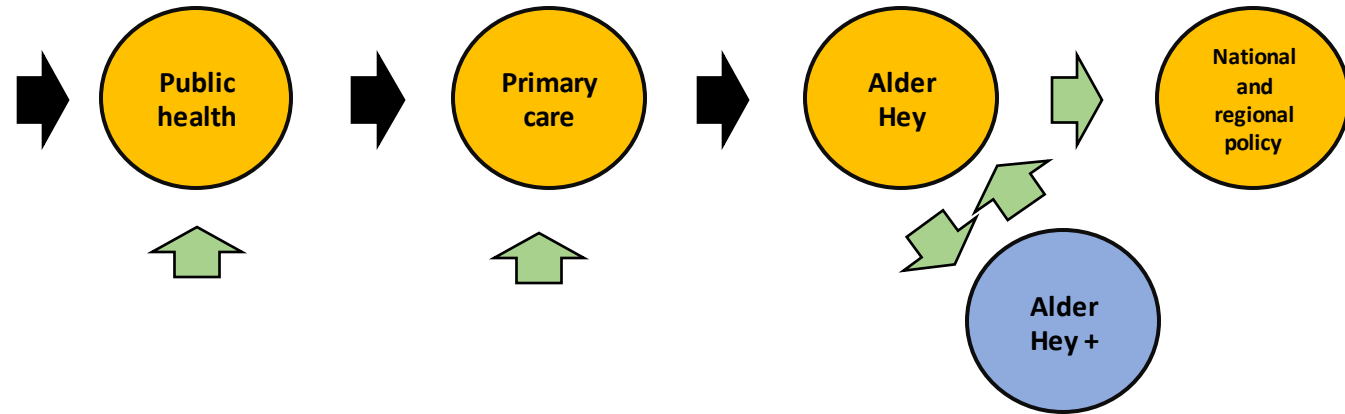 Public
health
Primary
care
Alder
Hey
National
and
regional
policy
Alder
Hey +